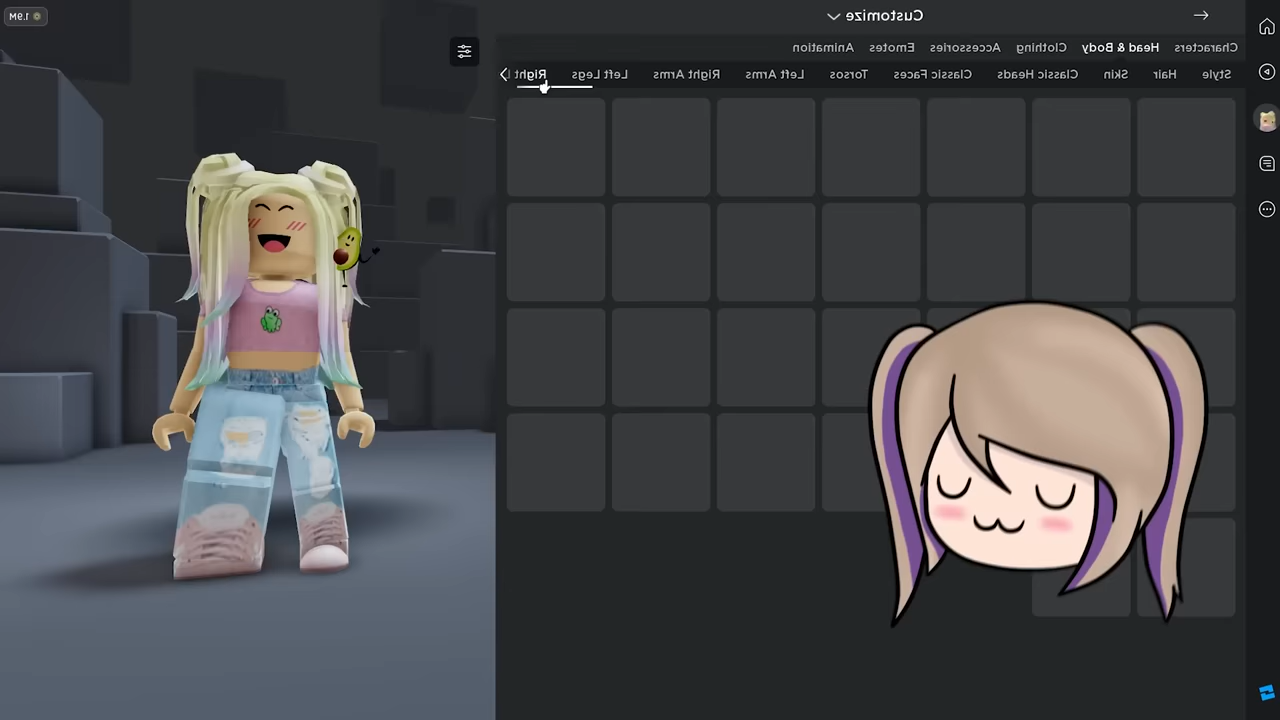 1.9M
Customize
Characters Head & Body Clothing Accessories Emotes Animation
Style Hair Skin Classic Heads Classic Faces Torsos Left Arms Right Arms Left Legs Right